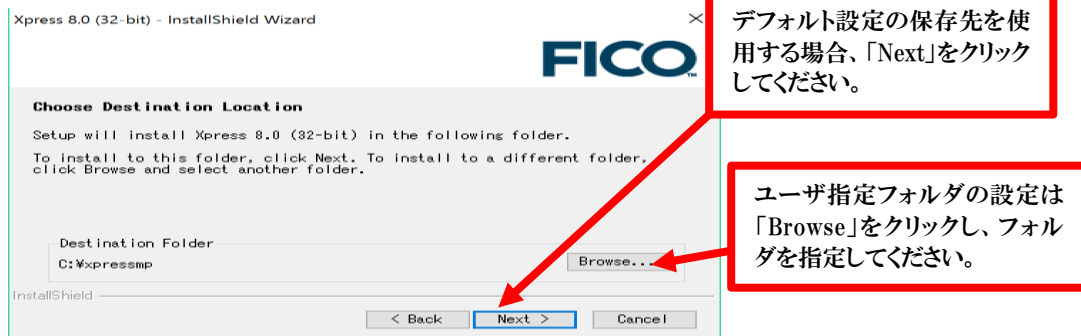 Xpress 8.0 (32-bit) - InstallShield Wizard
FICO
TM
Choose Destination Location
Setup will install Xpress 8.0 (32-bit) in the following folder.
To install to this folder, click Next. To install to a different folder,
click Browse and select another folder.
Destination Folder
C:¥xpressmp
Browse...
InstallShield
< Back
Next >
Cancel
デフォルト設定の保存先を使
用する場合、「Next」をクリック
してください。
ユーザ指定フォルダの設定は
「Browse」をクリックし、フォル
ダを指定してください。